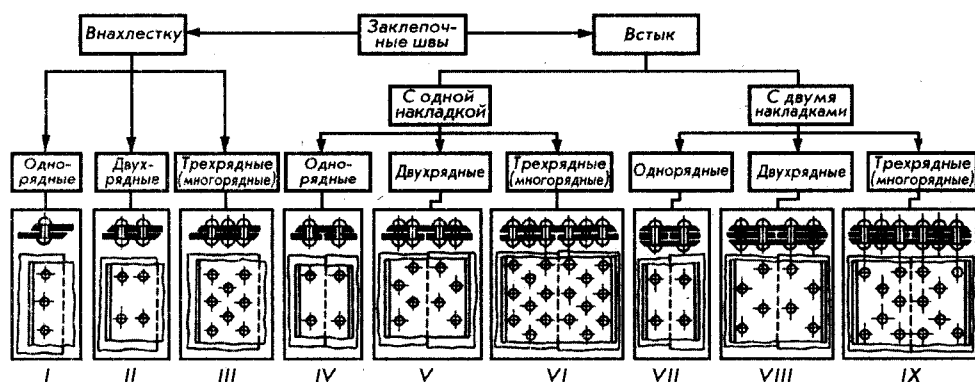 Внахлестку
Заклепоч-
ные швы
Встык
С одной
накладкой
С двумя
накладками
Одно-
рядные
Двух-
рядные
Трехрядные
(многорядные)
Одно-
рядные
Двухрядные
Трехрядные
(многорядные)
Однорядные
Двухрядные
Трехрядные
(многорядные)
I II III IV V VI VII VIII IX